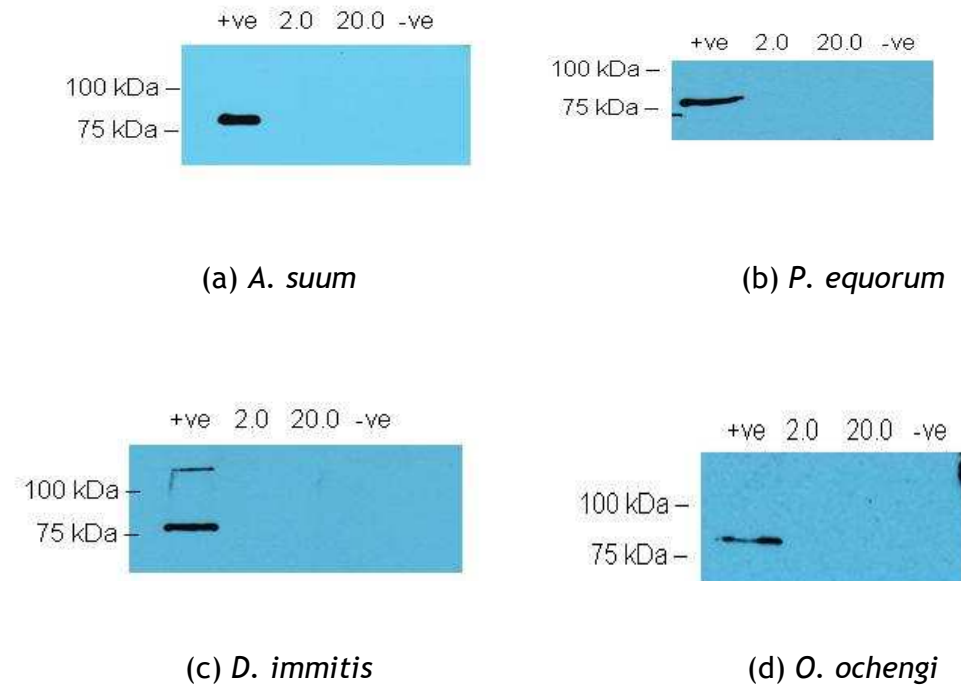 +ve 2.0 20.0 -ve
100 kDa –
75 kDa –
(a) A. suum
+ve 2.0 20.0 -ve
100 kDa –
75 kDa –
(b) P. equorum
+ve 2.0 20.0 -ve
100 kDa –
75 kDa –
(c) D. immitis
+ve 2.0 20.0 -ve
100 kDa –
75 kDa –
(d) O. ochengi